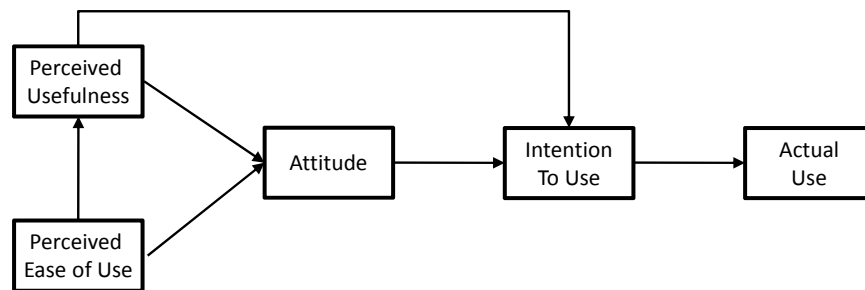 Perceived
Usefulness
Attitude
Intention
To Use
Actual
Use
Perceived
Ease of Use